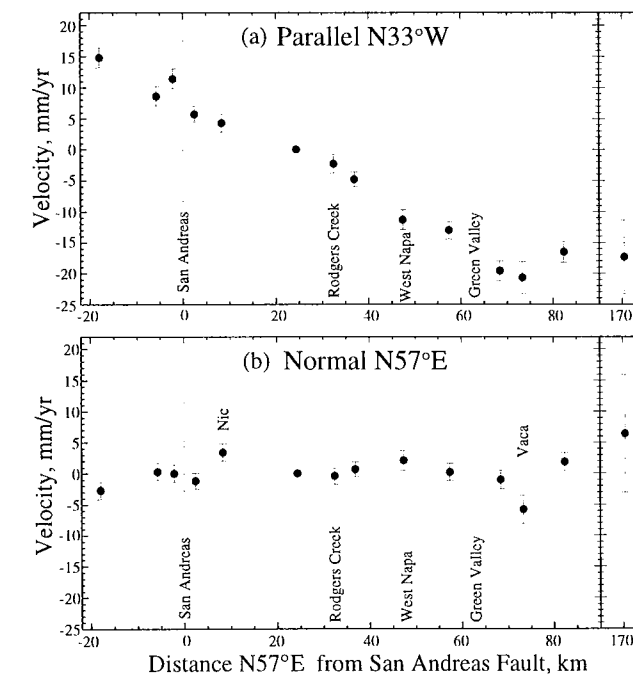 (a) Parallel N33°W
Velocity, mm/yr
20
15
10
5
0
-5
-10
-15
-20
-25
San Andreas
Rodgers Creek
West Napa
Green Valley
-20 0 20 40 60 80 170
(b) Normal N57°E
Velocity, mm/yr
20
15
10
5
0
-5
-10
-15
-20
-25
Nic
Vaca
San Andreas
Rodgers Creek
West Napa
Green Valley
-20 0 20 40 60 80 170
Distance N57°E from San Andreas Fault, km